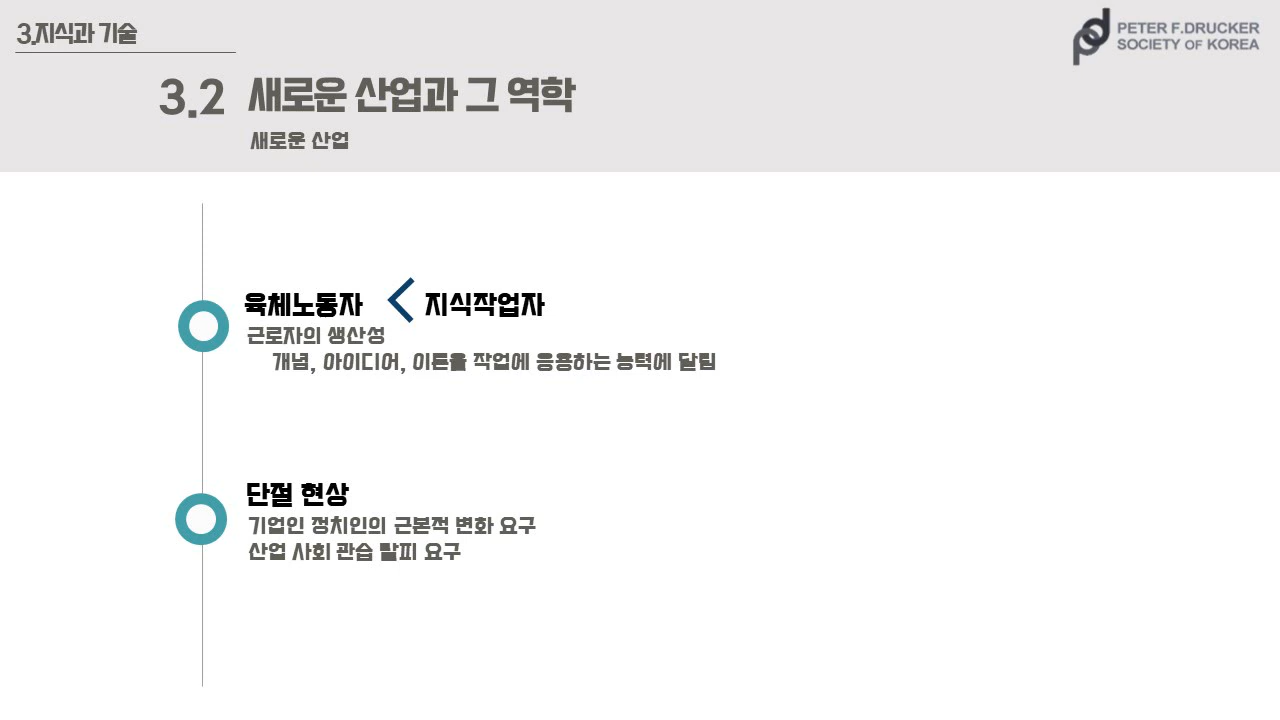 3.지식과 기술
PETER F.DRUCKER
SOCIETY OF KOREA
3.2 새로운 산업과 그 역학
새로운 산업
육체노동자 < 지식작업자
근로자의 생산성
개념, 아이디어, 이론을 작업에 응용하는 능력에 달림
단절 현상
기업인 정치인의 근본적 변화 요구
산업 사회 관습 탈피 요구